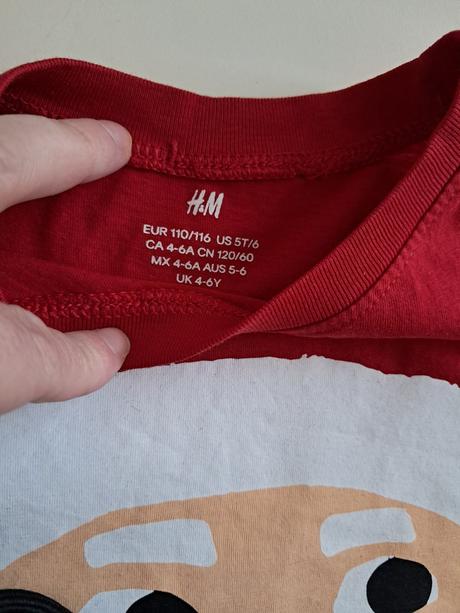 H&M
EUR 110/116 US 5T/6
CA 4-6A CN 120/60
MX 4-6A AUS 5-6
UK 4-6Y